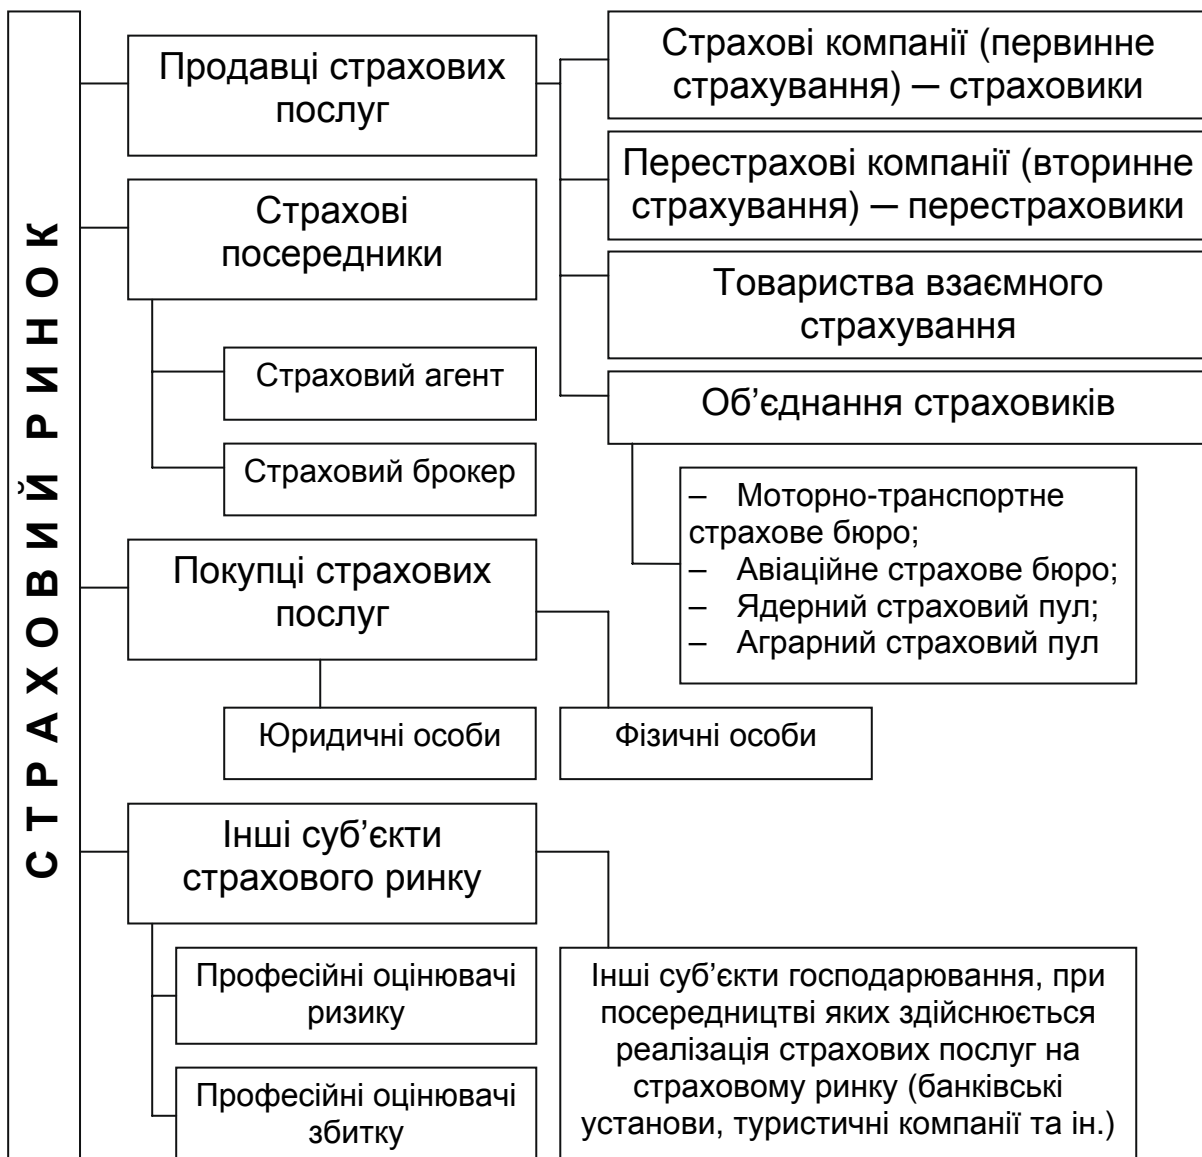 СТРАХОВИЙ РИНОК
Продавці страхових
послуг
Страхові компанії (первинне
страхування) — страховики
Перестрахові компанії (вторинне
страхування) — перестраховики
Товариства взаємного
страхування
Об’єднання страховиків
– Моторно-транспортне
страхове бюро;
– Авіаційне страхове бюро;
– Ядерний страховий пул;
– Аграрний страховий пул
Страхові
посередники
Страховий агент
Страховий брокер
Покупці страхових
послуг
Юридичні особи
Фізичні особи
Інші суб’єкти
страхового ринку
Професійні оцінювачі
ризику
Професійні оцінювачі
збитку
Інші суб’єкти господарювання, при
посередництві яких здійснюється
реалізація страхових послуг на
страховому ринку (банківські
установи, туристичні компанії та ін.)